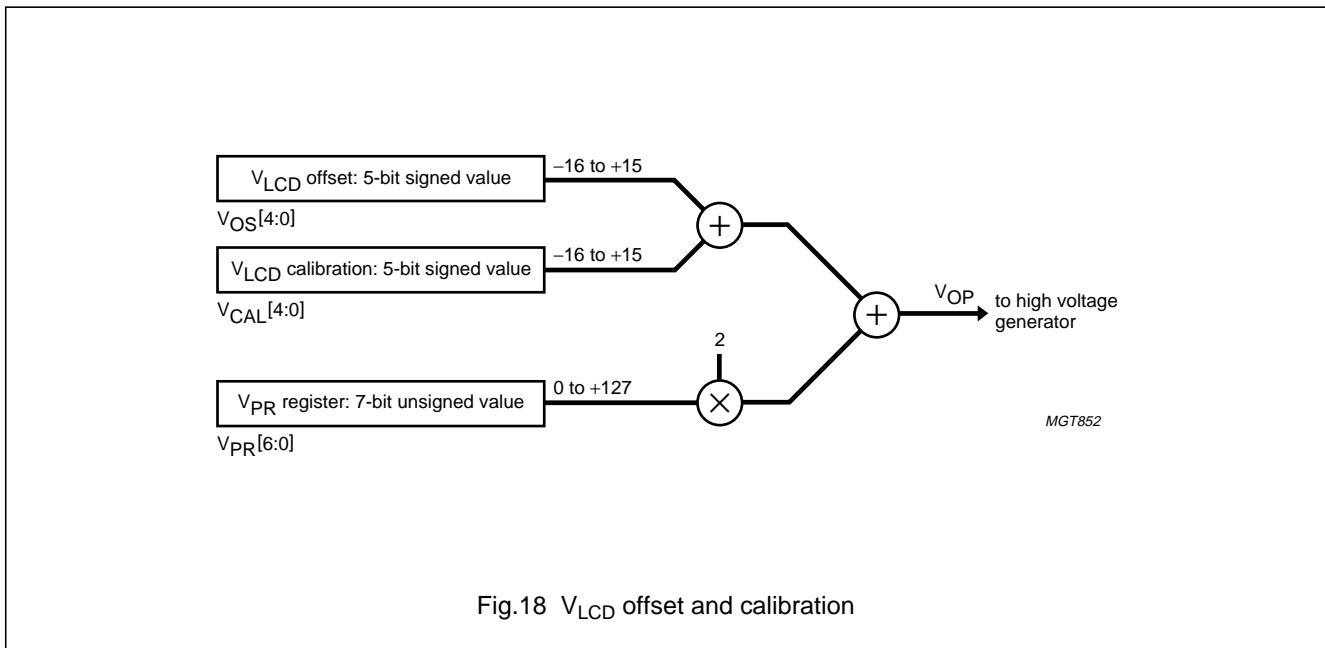 V_LCD offset: 5-bit signed value
−16 to +15
V_OS[4:0]
V_LCD calibration: 5-bit signed value
−16 to +15
V_CAL[4:0]
+
V_PR register: 7-bit unsigned value
0 to +127
V_PR[6:0]
2
×
+
V_OP
to high voltage
generator
MGT852
Fig.18 V_LCD offset and calibration